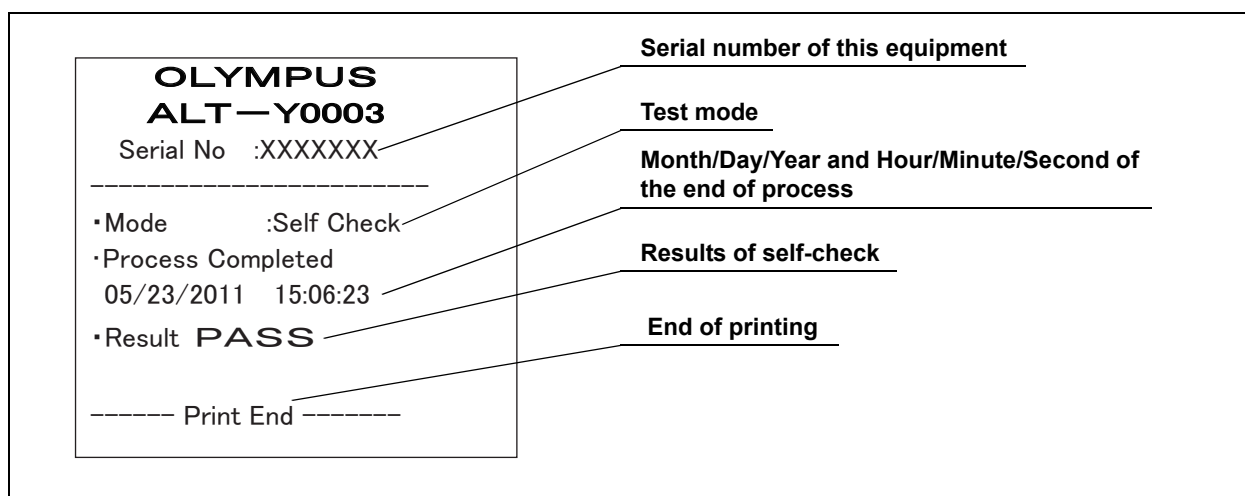 OLYMPUS
ALT—Y0003
Serial No :XXXXXXX
------------------------
・Mode :Self Check
・Process Completed
05/23/2011 15:06:23
・Result PASS
------ Print End -------
Serial number of this equipment
Test mode
Month/Day/Year and Hour/Minute/Second of
the end of process
Results of self-check
End of printing